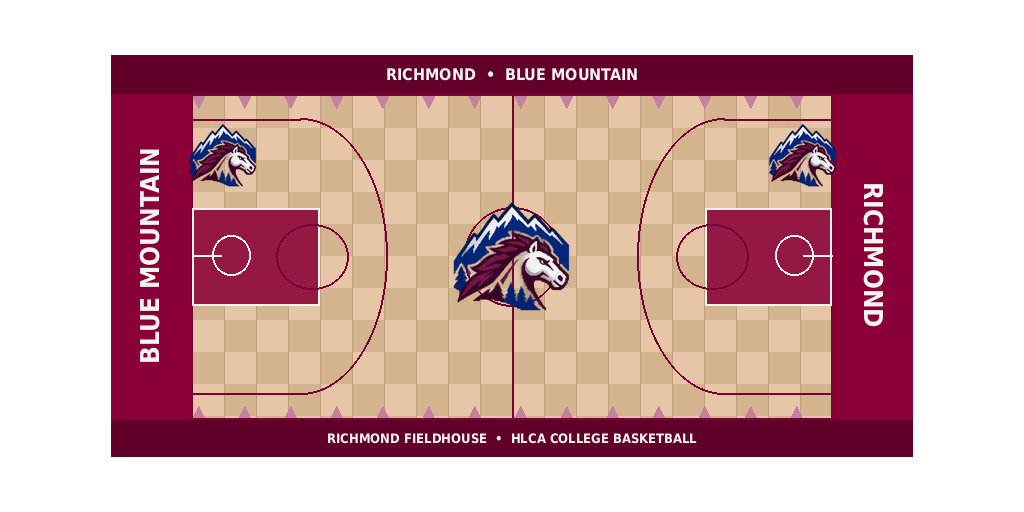 RICHMOND • BLUE MOUNTAIN
BLUE MOUNTAIN
RICHMOND
RICHMOND FIELDHOUSE • HLCA COLLEGE BASKETBALL